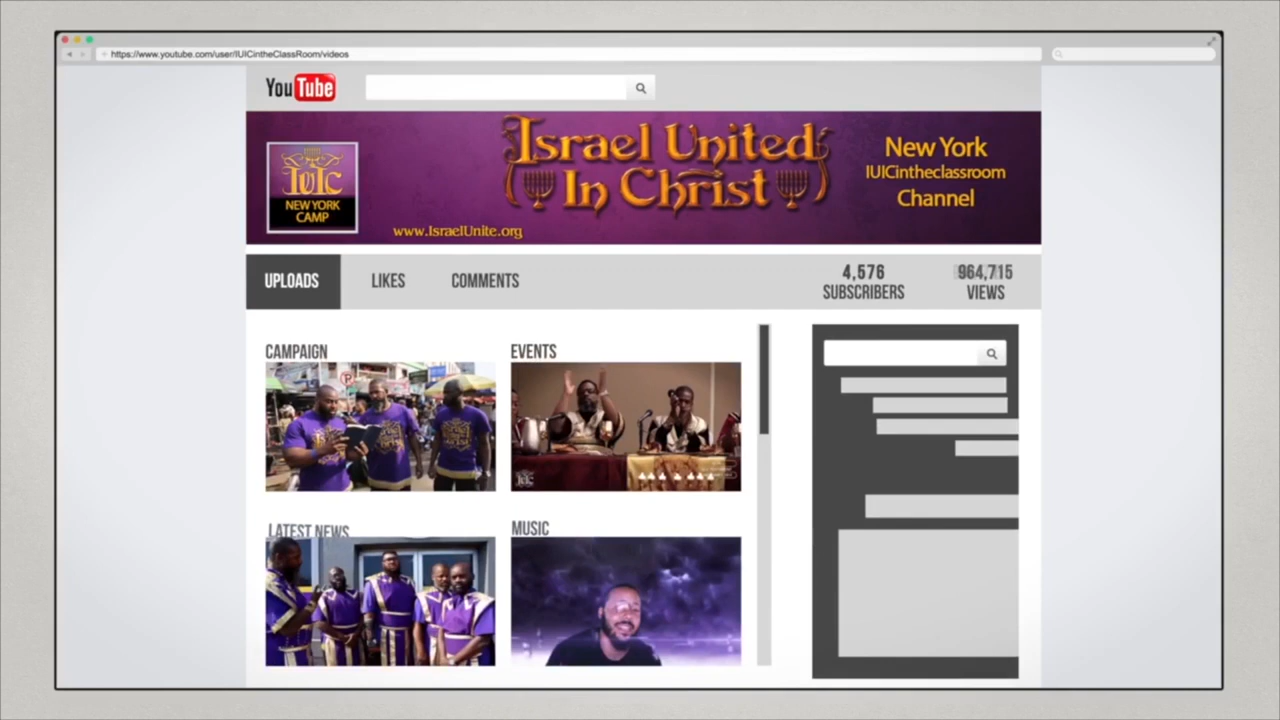 https://www.youtube.com/user/IUICintheClassRoom/videos
YouTube
Israel United
In Christ
New York
IUICintheclassroom
Channel
IUIC
NEW YORK
CAMP
www.IsraelUnite.org
UPLOADS
LIKES
COMMENTS
4,576
SUBSCRIBERS
964,715
VIEWS
CAMPAIGN
EVENTS
LATEST NEWS
MUSIC
IUIC